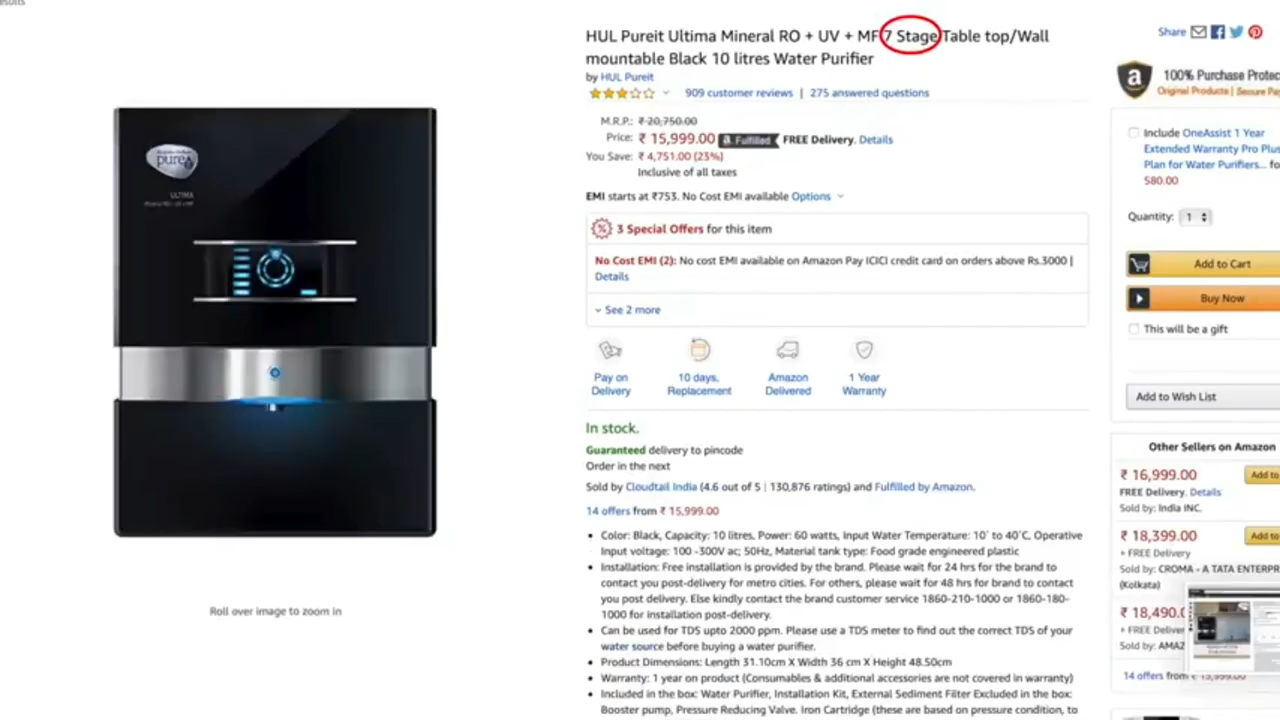 HUL Pureit Ultima Mineral RO + UV + MF 7 Stage Table top/Wall
mountable Black 10 litres Water Purifier
by HUL Pureit
909 customer reviews | 275 answered questions
M.R.P.: ₹ 20,750.00
Price: ₹ 15,999.00 a Fulfilled FREE Delivery. Details
You Save: ₹ 4,751.00 (23%)
Inclusive of all taxes
EMI starts at ₹753. No Cost EMI available Options
3 Special Offers for this item
No Cost EMI (2): No cost EMI available on Amazon Pay ICICI credit card on orders above Rs.3000 |
Details
See 2 more
Pay on
Delivery
10 days,
Replacement
Amazon
Delivered
1 Year
Warranty
In stock.
Guaranteed delivery to pincode
Order in the next
Sold by Cloudtail India (4.6 out of 5 | 130,876 ratings) and Fulfilled by Amazon.
14 offers from ₹ 15,999.00
• Color: Black, Capacity: 10 litres, Power: 60 watts, Input Water Temperature: 10˚ to 40˚C, Operative
Input voltage: 100 -300V ac; 50Hz, Material tank type: Food grade engineered plastic
• Installation: Free installation is provided by the brand. Please wait for 24 hrs for the brand to
contact you post-delivery for metro cities. For others, please wait for 48 hrs for brand to contact
you post delivery. Else kindly contact the brand customer service 1860-210-1000 or 1860-180-
1000 for installation post-delivery.
• Can be used for TDS upto 2000 ppm. Please use a TDS meter to find out the correct TDS of your
water source before buying a water purifier.
• Product Dimensions: Length 31.10cm X Width 36 cm X Height 48.50cm
• Warranty: 1 year on product (Consumables & additional accessories are not covered in warranty)
• Included in the box: Water Purifier, Installation Kit, External Sediment Filter Excluded in the box:
Booster pump, Pressure Reducing Valve. Iron Cartridge (these are based on pressure condition, to
pureit
ULTIMA
Roll over image to zoom in
Share
a 100% Purchase Protec
Original Products | Secure Pa
Include OneAssist 1 Year
Extended Warranty Pro Plus
Plan for Water Purifiers... fo
580.00
Quantity: 1
Add to Cart
Buy Now
This will be a gift
Add to Wish List
Other Sellers on Amazon
₹ 16,999.00 Add to
FREE Delivery. Details
Sold by: India INC.
₹ 18,399.00 Add to
+ FREE Delivery
Sold by: CROMA - A TATA ENTERPR
(Kolkata)
₹ 18,490.0
+ FREE Deliver
Sold by: AMAZ
14 offers from ₹ 15,999.00